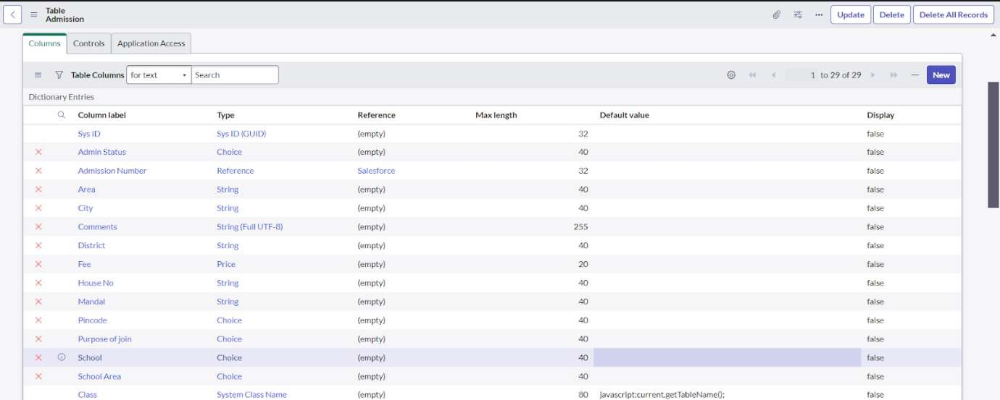 Table
Admission
Update Delete Delete All Records
Columns Controls Application Access
Table Columns for text Search 1 to 29 of 29 New
Dictionary Entries
Column label Type Reference Max length Default value Display
Sys ID Sys ID (GUID) (empty) 32 false
Admin Status Choice (empty) 40 false
Admission Number Reference Salesforce 32 false
Area String (empty) 40 false
City String (empty) 40 false
Comments String (Full UTF-8) (empty) 255 false
District String (empty) 40 false
Fee Price (empty) 20 false
House No String (empty) 40 false
Mandal String (empty) 40 false
Pincode Choice (empty) 40 false
Purpose of join Choice (empty) 40 false
School Choice (empty) 40 false
School Area Choice (empty) 40 false
Class System Class Name (empty) 80 javascript:current.getTableName(); false